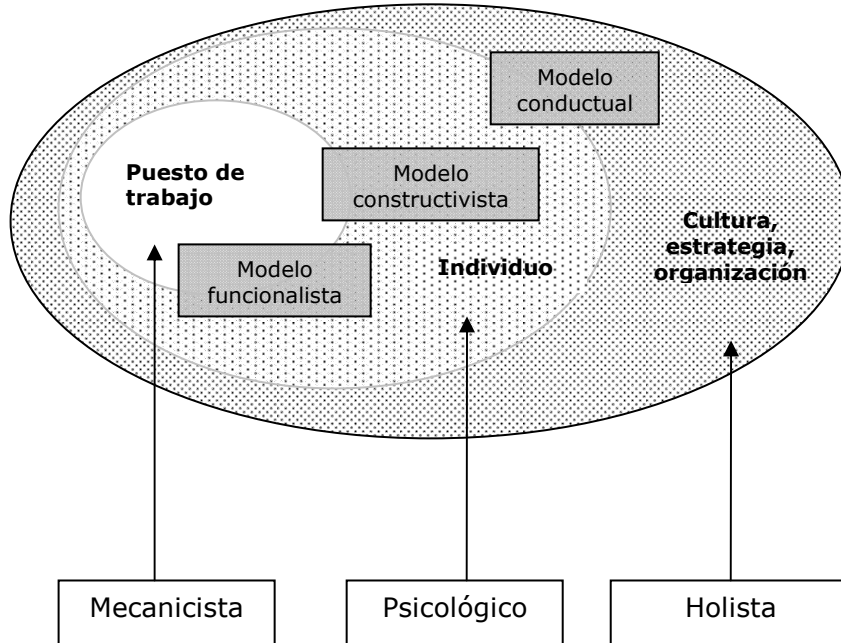 Modelo
conductual
Modelo
constructivista
Puesto de
trabajo
Cultura,
estrategia,
organización
Modelo
funcionalista
Individuo
Mecanicista
Psicológico
Holista